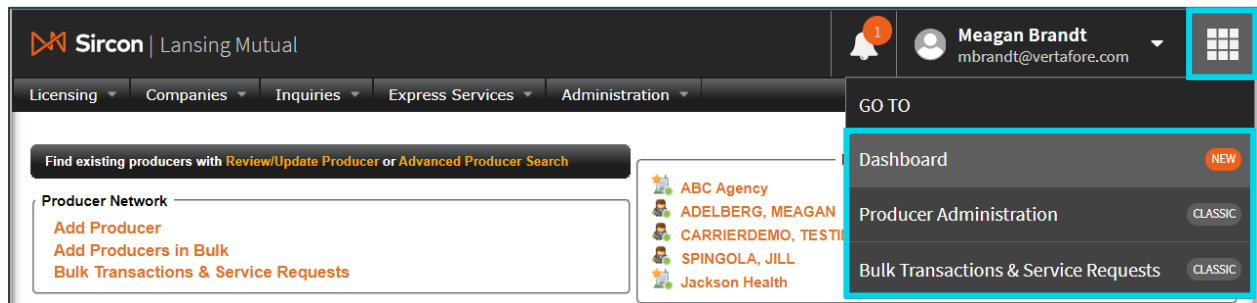 Sircon | Lansing Mutual
1
Meagan Brandt
mbrandt@vertafore.com
Licensing Companies Inquiries Express Services Administration
GO TO
Dashboard NEW
Producer Administration CLASSIC
Bulk Transactions & Service Requests CLASSIC
Find existing producers with Review/Update Producer or Advanced Producer Search
Producer Network
Add Producer
Add Producers in Bulk
Bulk Transactions & Service Requests
ABC Agency
ADELBERG, MEAGAN
CARRIERDEMO,
SPINGOLA, JILL
Jackson Health